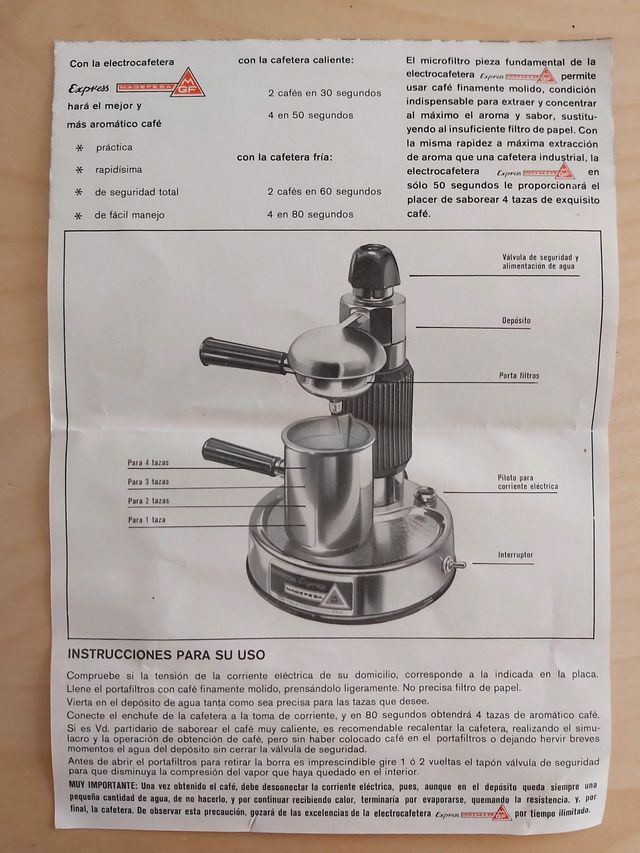 Con la electrocafetera
Express MAGEFESA MGF
hará el mejor y
más aromático café
* práctica
* rapidísima
* de seguridad total
* de fácil manejo
con la cafetera caliente:
2 cafés en 30 segundos
4 en 50 segundos
con la cafetera fría:
2 cafés en 60 segundos
4 en 80 segundos
El microfiltro pieza fundamental de la
electrocafetera Express MAGEFESA permite
usar café finamente molido, condición
indispensable para extraer y concentrar
al máximo el aroma y sabor, sustitu-
yendo al insuficiente filtro de papel. Con
la misma rapidez a máxima extracción
de aroma que una cafetera industrial, la
electrocafetera Express MAGEFESA en
sólo 50 segundos le proporcionará el
placer de saborear 4 tazas de exquisito
café.
Válvula de seguridad y
alimentación de agua
Depósito
Porta filtros
Para 4 tazas
Para 3 tazas
Para 2 tazas
Para 1 taza
Piloto para
corriente eléctrica
Interruptor
Express
MAGEFESA
INSTRUCCIONES PARA SU USO
Compruebe si la tensión de la corriente eléctrica de su domicilio, corresponde a la indicada en la placa.
Llene el portafiltros con café finamente molido, prensándolo ligeramente. No precisa filtro de papel.
Vierta en el depósito de agua tanta como sea precisa para las tazas que desee.
Conecte el enchufe de la cafetera a la toma de corriente, y en 80 segundos obtendrá 4 tazas de aromático café.
Si es Vd. partidario de saborear el café muy caliente, es recomendable recalentar la cafetera, realizando el simu-
lacro y la operación de obtención de café, pero sin haber colocado café en el portafiltros o dejando hervir breves
momentos el agua del depósito sin cerrar la válvula de seguridad.
Antes de abrir el portafiltros para retirar la borra es imprescindible gire 1 ó 2 vueltas el tapón válvula de seguridad
para que disminuya la compresión del vapor que haya quedado en el interior.
MUY IMPORTANTE: Una vez obtenido el café, debe desconectar la corriente eléctrica, pues, aunque en el depósito queda siempre una
pequeña cantidad de agua, de no hacerlo, y por continuar recibiendo calor, terminaría por evaporarse, quemando la resistencia, y, por
final, la cafetera. De observar esta precaución, gozará de las excelencias de la electrocafetera Express MAGEFESA por tiempo ilimitado.